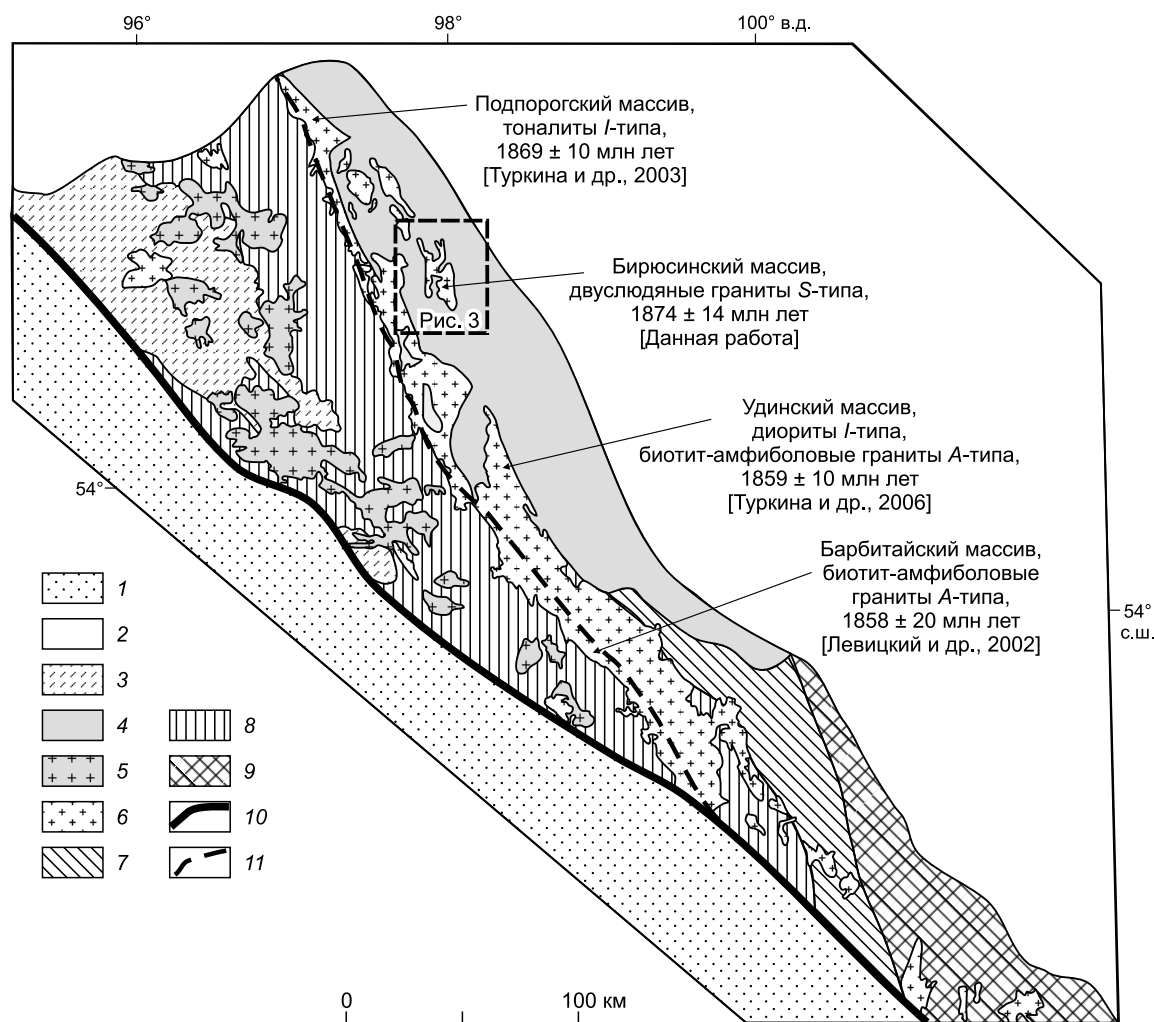 96°
98°
100° в.д.
Подпорогский массив,
тоналиты I-типа,
1869 ± 10 млн лет
[Туркина и др., 2003]
Бирюсинский массив,
двуслюдяные граниты S-типа,
1874 ± 14 млн лет
[Данная работа]
Рис. 3
Удинский массив,
диориты I-типа,
биотит-амфиболовые граниты А-типа,
1859 ± 10 млн лет
[Туркина и др., 2006]
54°
Барбитайский массив,
биотит-амфиболовые
граниты А-типа,
1858 ± 20 млн лет
[Левицкий и др., 2002]
54°
с.ш.
1
2
3
4
5
6
7
8
9
10
11
0
100 км